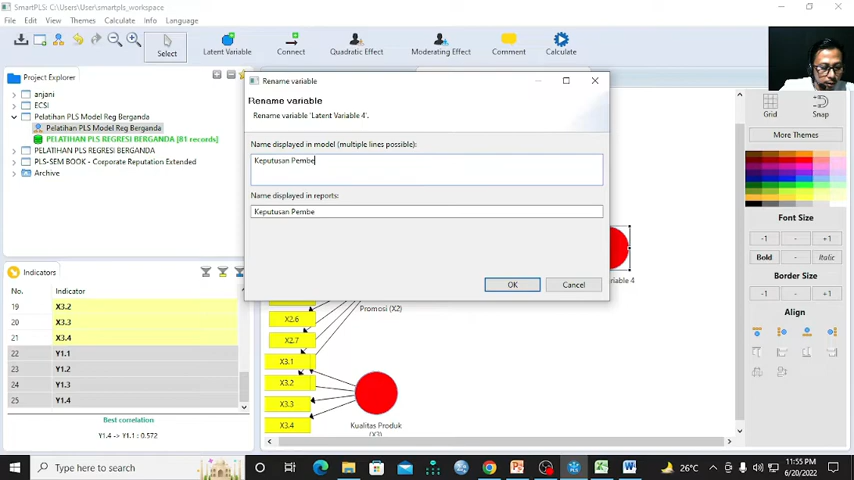 SmartPLS: C:\Users\User\smartpls_workspace
File Edit View Themes Calculate Info Language
Select
Latent Variable
Connect
Quadratic Effect
Moderating Effect
Comment
Calculate
Project Explorer
anjani
ECSI
Pelatihan PLS Model Reg Berganda
Pelatihan PLS Model Reg Berganda
PELATIHAN PLS REGRESI BERGANDA [81 records]
PELATIHAN PLS REGRESI BERGANDA
PLS-SEM BOOK - Corporate Reputation Extended
Archive
Indicators
No. Indicator
19 X3.2
20 X3.3
21 X3.4
22 Y1.1
23 Y1.2
24 Y1.3
25 Y1.4
Best correlation
Y1.4 -> Y1.1 : 0.572
Rename variable
Rename variable
Rename variable 'Latent Variable 4'.
Name displayed in model (multiple lines possible):
Keputusan Pembe
Name displayed in reports:
Keputusan Pembe
OK
Cancel
riable 4
Promosi (X2)
X2.6
X2.7
X3.1
X3.2
X3.3
X3.4
Kualitas Produk
(X3)
Grid
Snap
More Themes
Font Size
-1 - +1
Bold - Italic
Border Size
-1 - +1
Align
Type here to search
26°C
11:55 PM
6/20/2022